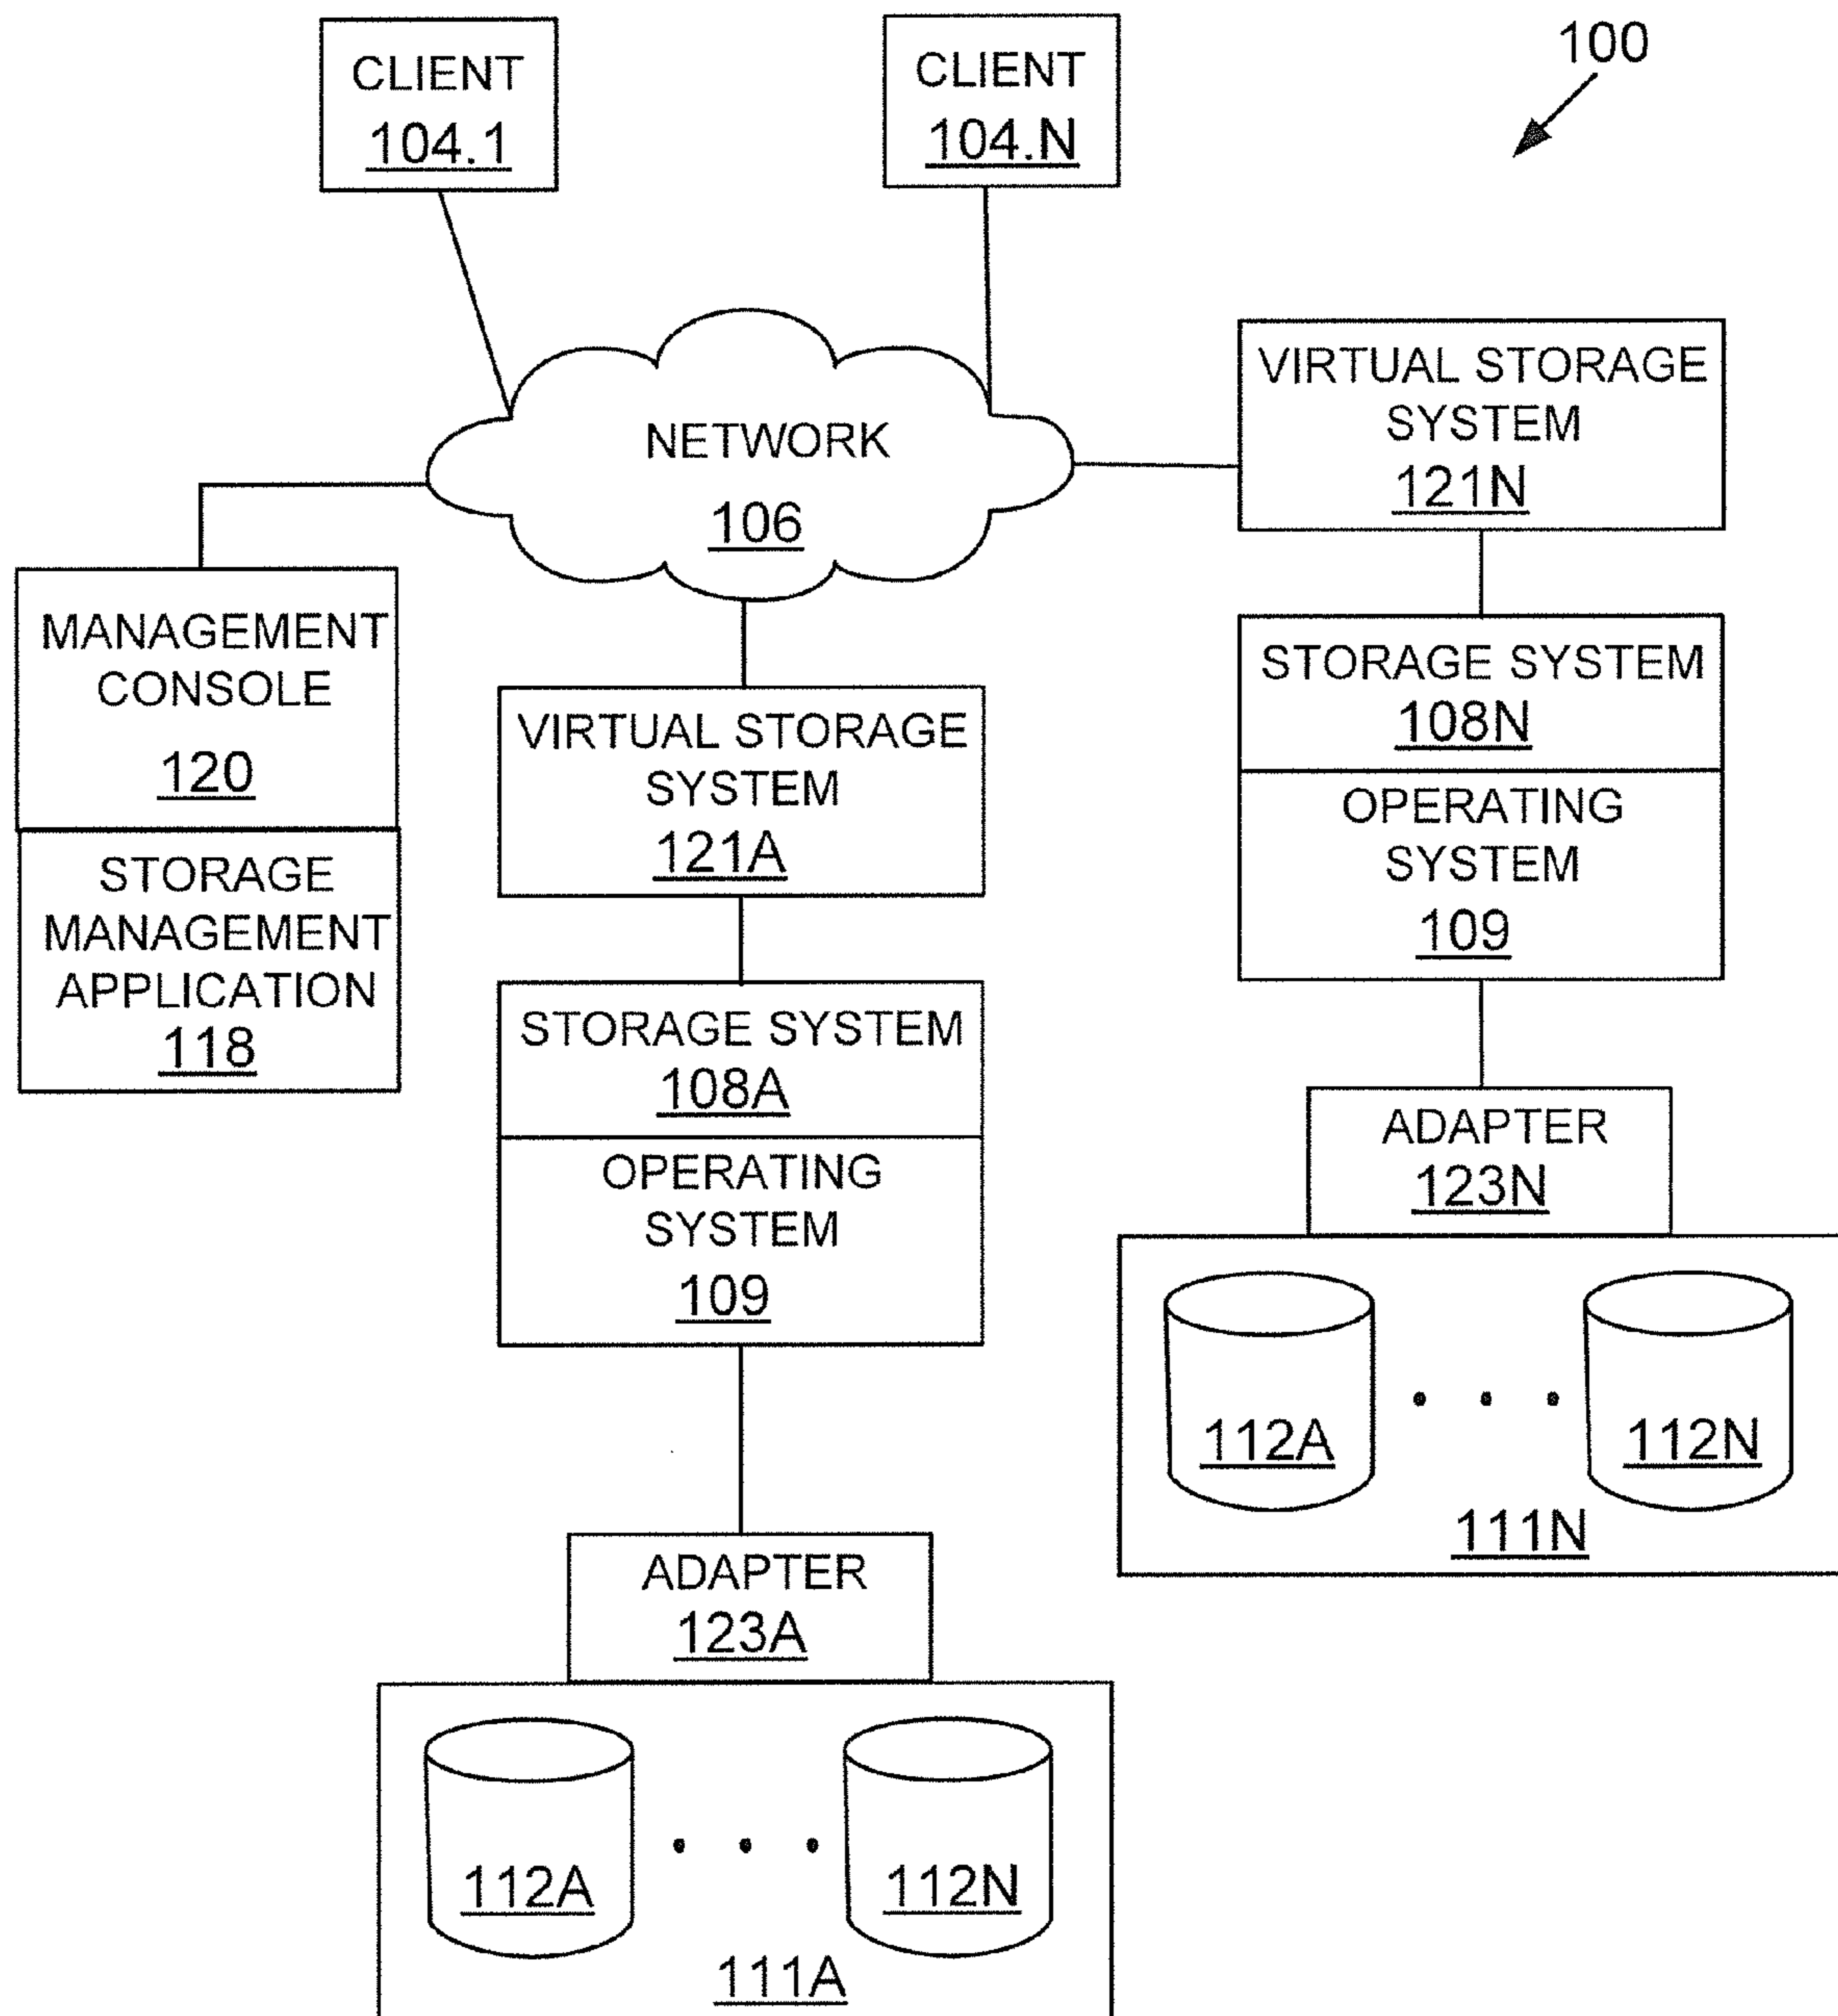 CLIENT
104.1
CLIENT
104.N
100
NETWORK
106
VIRTUAL STORAGE
SYSTEM
121N
MANAGEMENT
CONSOLE
120
STORAGE
MANAGEMENT
APPLICATION
118
VIRTUAL STORAGE
SYSTEM
121A
STORAGE SYSTEM
108A
OPERATING
SYSTEM
109
STORAGE SYSTEM
108N
OPERATING
SYSTEM
109
ADAPTER
123N
112A
. . .
112N
111N
ADAPTER
123A
112A
. . .
112N
111A